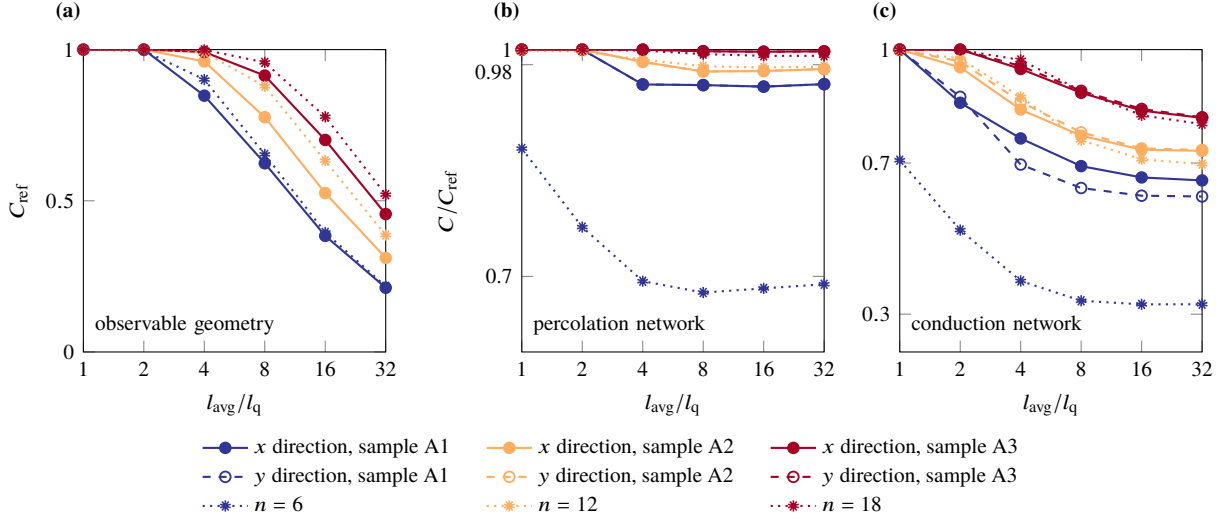 (a)
(b)
(c)
1
0.5
0
C_ref
observable geometry
1 2 4 8 16 32
l_avg/l_q
1
0.98
0.7
C/C_ref
percolation network
1 2 4 8 16 32
l_avg/l_q
1
0.7
0.3
conduction network
1 2 4 8 16 32
l_avg/l_q
x direction, sample A1
x direction, sample A2
x direction, sample A3
y direction, sample A1
y direction, sample A2
y direction, sample A3
n = 6
n = 12
n = 18